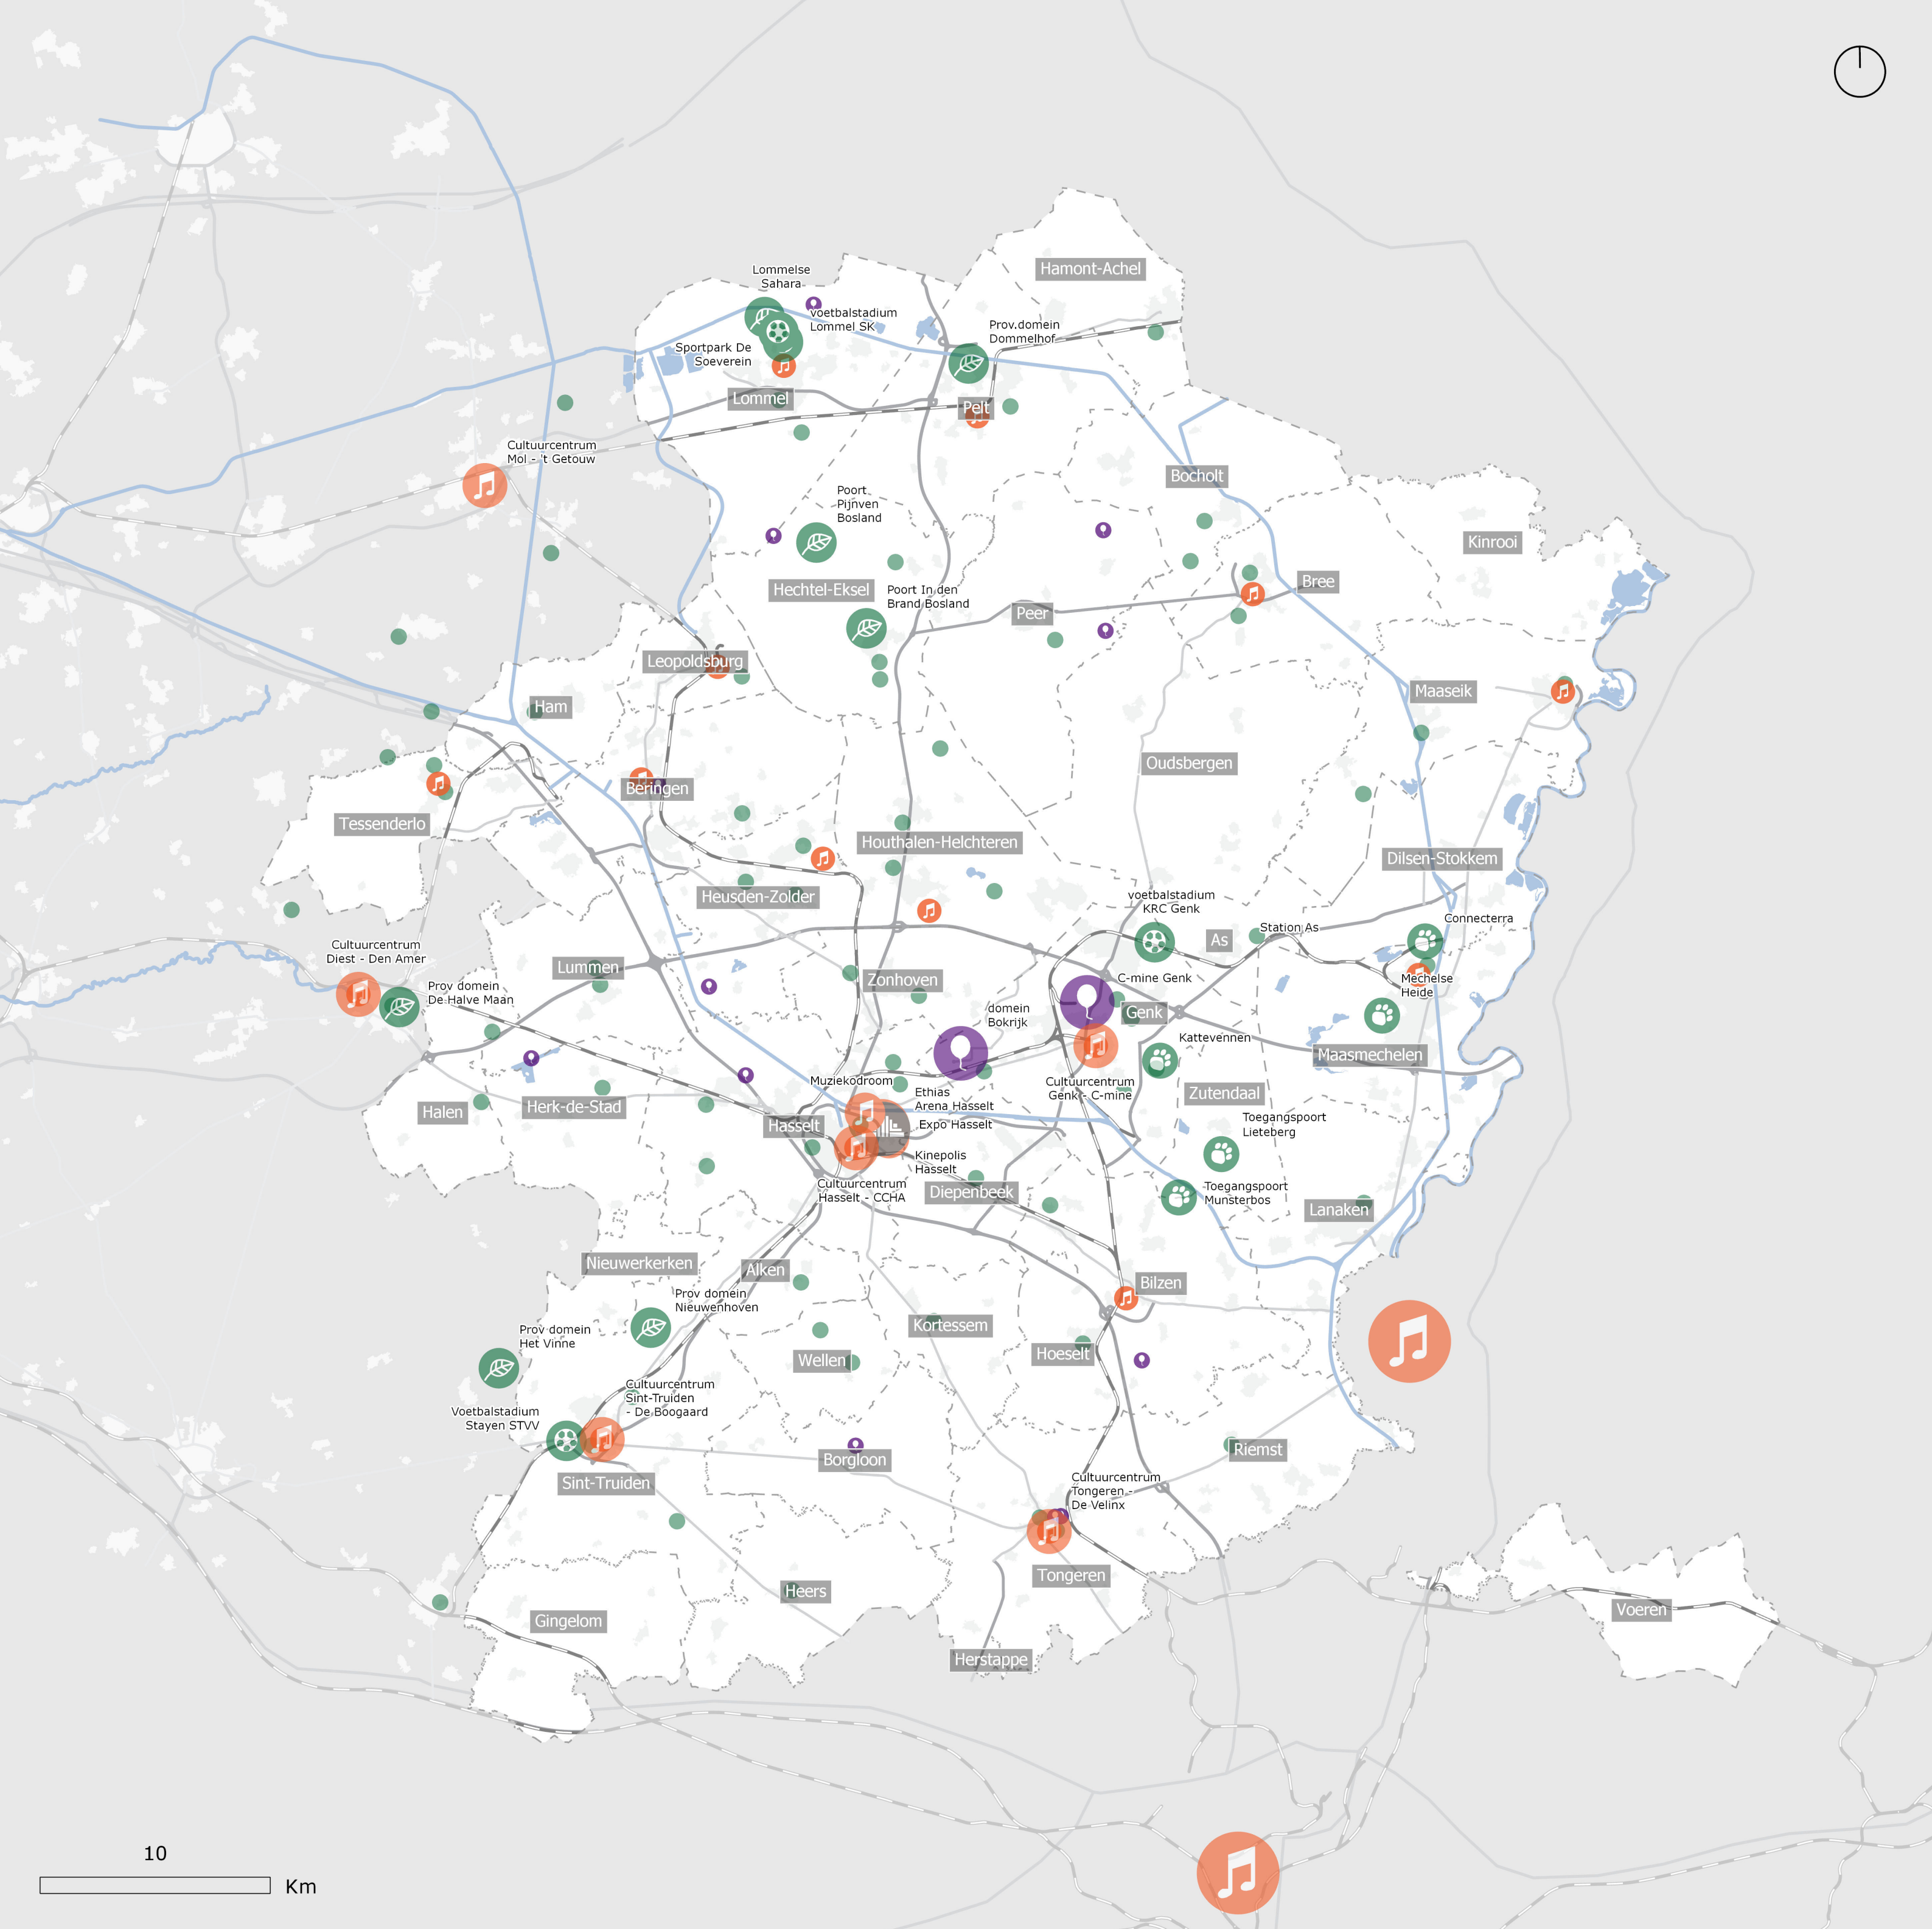 Hamont-Achel
Lommelse
Sahara
voetbalstadium
Lommel SK
Prov.domein
Dommelhof
Sportpark De
Soeverein
Lommel
Pelt
Cultuurcentrum
Mol - 't Getouw
Bocholt
Poort
Pijnven
Bosland
Kinrooi
Hechtel-Eksel
Poort In den
Brand Bosland
Bree
Peer
Leopoldsburg
Maaseik
Ham
Oudsbergen
Beringen
Tessenderlo
Houthalen-Helchteren
Dilsen-Stokkem
Heusden-Zolder
voetbalstadium
KRC Genk
Connecterra
Station As
As
Cultuurcentrum
Diest - Den Amer
Lummen
Zonhoven
C-mine Genk
Mechelse
Heide
Prov domein
De Halve Maan
domein
Bokrijk
Genk
Kattevennen
Maasmechelen
Muziekodroom
Cultuurcentrum
Genk - C-mine
Zutendaal
Ethias
Arena Hasselt
Halen
Herk-de-Stad
Hasselt
Expo Hasselt
Toegangspoort
Lieteberg
Kinepolis
Hasselt
Cultuurcentrum
Hasselt - CCHA
Diepenbeek
Toegangspoort
Munsterbos
Lanaken
Nieuwerkerken
Alken
Bilzen
Prov domein
Nieuwenhoven
Kortessem
Prov domein
Het Vinne
Wellen
Hoeselt
Cultuurcentrum
Sint-Truiden
- De Boogaard
Voetbalstadium
Stayen STVV
Borgloon
Riemst
Sint-Truiden
Cultuurcentrum
Tongeren -
De Velinx
Tongeren
Heers
Gingelom
Voeren
Herstappe
10
Km